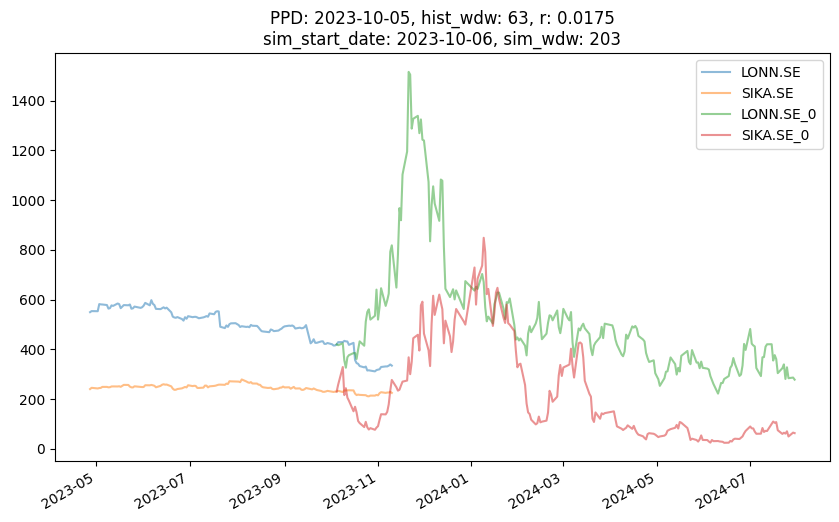 PPD: 2023-10-05, hist_wdw: 63, r: 0.0175
sim_start_date: 2023-10-06, sim_wdw: 203
LONN.SE
SIKA.SE
LONN.SE_0
SIKA.SE_0
1400
1200
1000
800
600
400
200
0
2023-05
2023-07
2023-09
2023-11
2024-01
2024-03
2024-05
2024-07